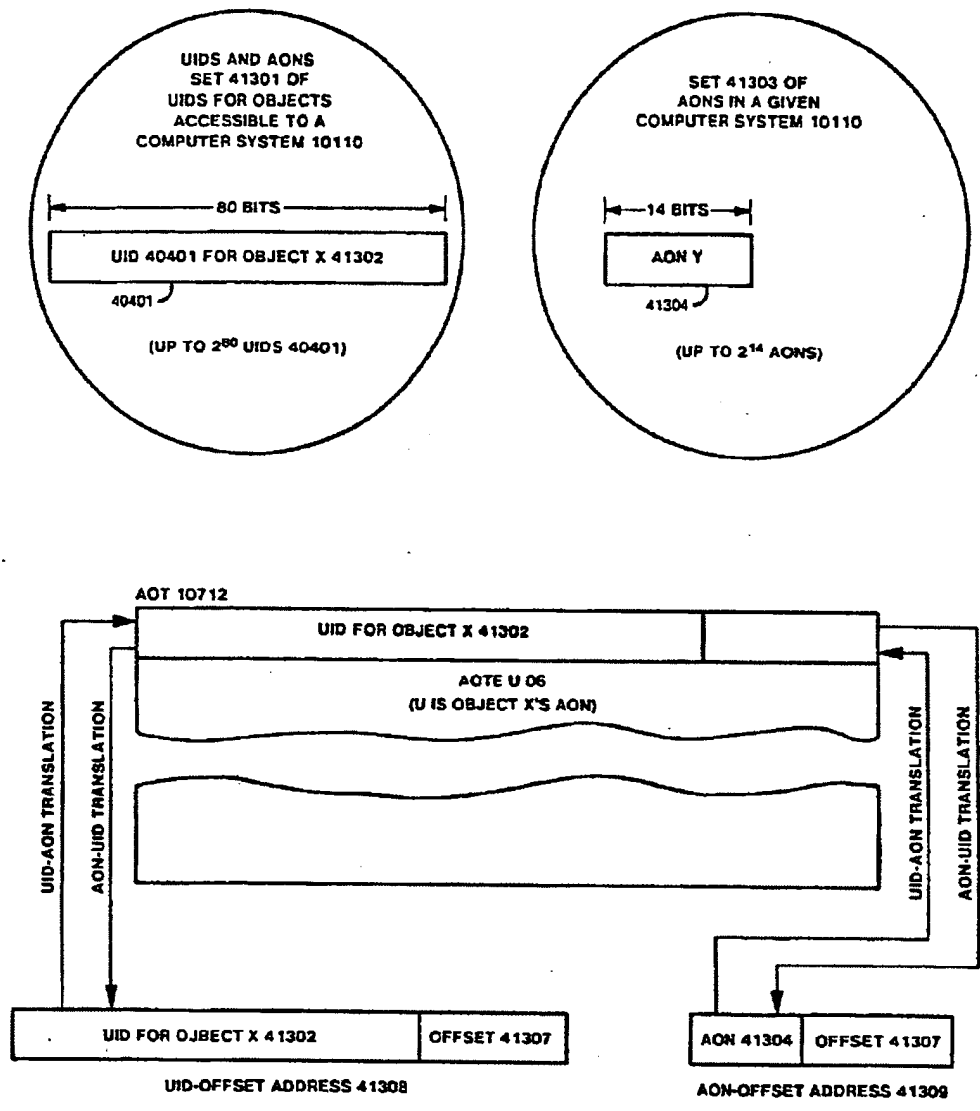 UIDS AND AONS
SET 41301 OF
UIDS FOR OBJECTS
ACCESSIBLE TO A
COMPUTER SYSTEM 10110
80 BITS
UID 40401 FOR OBJECT X 41302
40401
(UP TO 2⁸⁰ UIDS 40401)
SET 41303 OF
AONS IN A GIVEN
COMPUTER SYSTEM 10110
14 BITS
AON Y
41304
(UP TO 2¹⁴ AONS)
AOT 10712
UID FOR OBJECT X 41302
AOTE U 06
(U IS OBJECT X'S AON)
UID-AON TRANSLATION
AON-UID TRANSLATION
UID-AON TRANSLATION
AON-UID TRANSLATION
UID FOR OJBECT X 41302
OFFSET 41307
UID-OFFSET ADDRESS 41308
AON 41304
OFFSET 41307
AON-OFFSET ADDRESS 41309